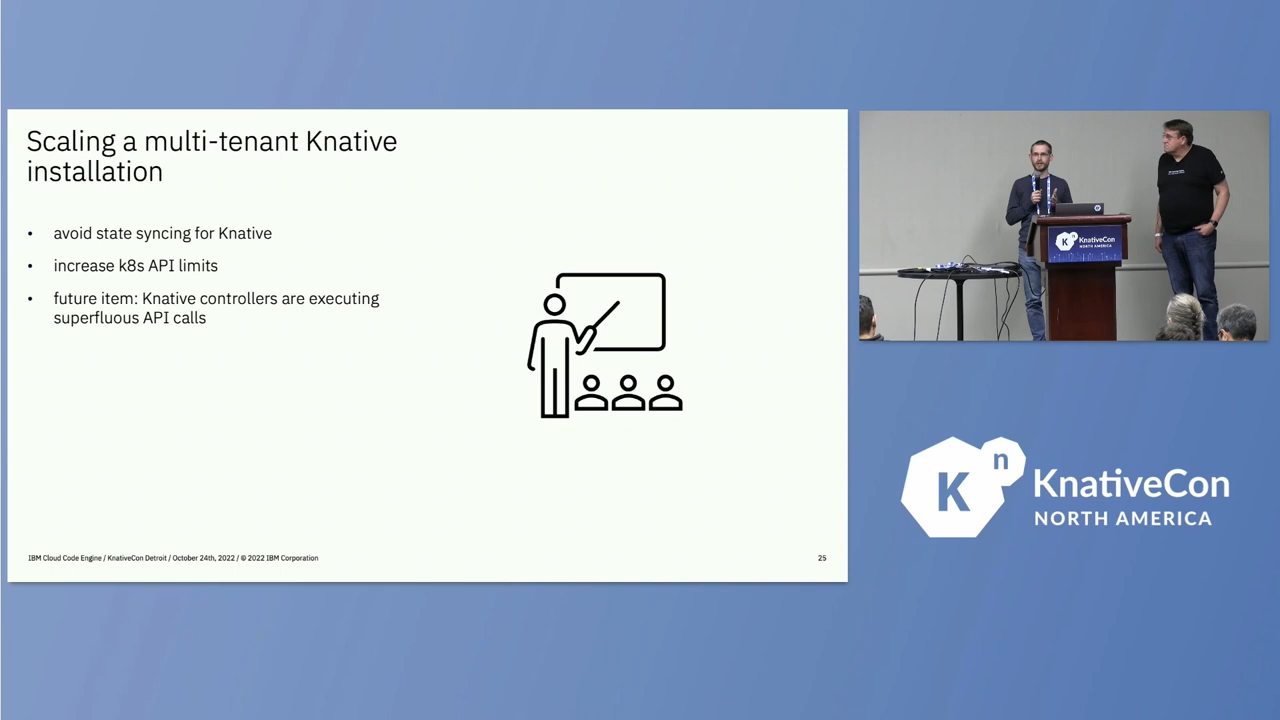 Scaling a multi-tenant Knative
installation
• avoid state syncing for Knative
• increase k8s API limits
• future item: Knative controllers are executing
superfluous API calls
IBM Cloud Code Engine / KnativeCon Detroit / October 24th, 2022 / © 2022 IBM Corporation
25
K n
KnativeCon
NORTH AMERICA
K n
KnativeCon
NORTH AMERICA